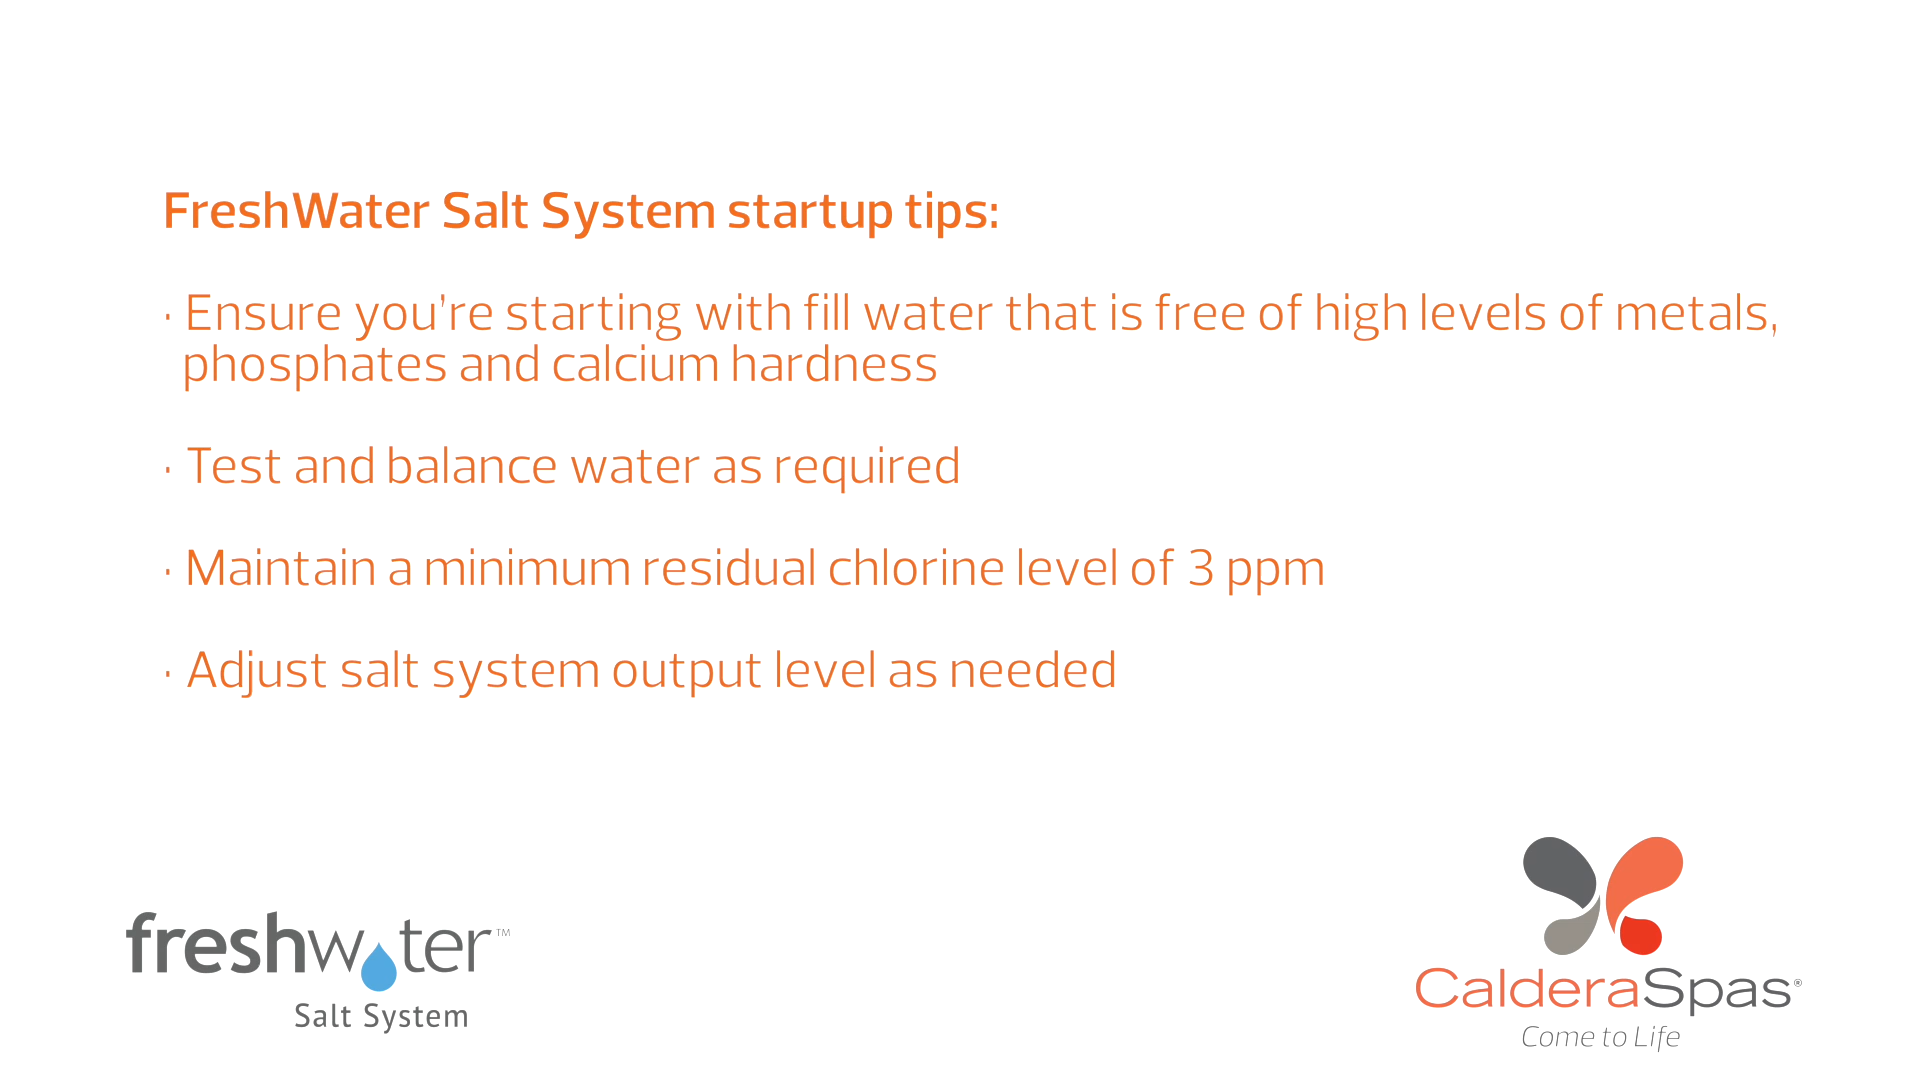 FreshWater Salt System startup tips:
· Ensure you're starting with fill water that is free of high levels of metals,
phosphates and calcium hardness
· Test and balance water as required
· Maintain a minimum residual chlorine level of 3 ppm
· Adjust salt system output level as needed
freshwater™
Salt System
CalderaSpas®
Come to Life